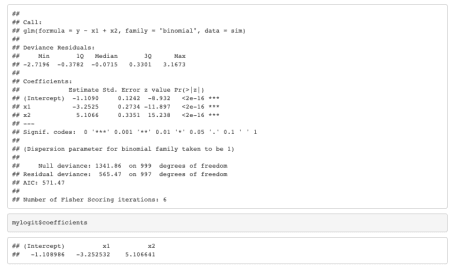 ##
## Call:
## glm(formula = y ~ x1 + x2, family = "binomial", data = sim)
##
## Deviance Residuals:
##     Min       1Q   Median       3Q      Max
## -2.7196  -0.3782  -0.0715   0.3301   3.1673
##
## Coefficients:
##             Estimate Std. Error z value Pr(>|z|)
## (Intercept)  -1.1090     0.1242  -8.932   <2e-16 ***
## x1           -3.2525     0.2734 -11.897   <2e-16 ***
## x2            5.1066     0.3351  15.238   <2e-16 ***
## ---
## Signif. codes:  0 '***' 0.001 '**' 0.01 '*' 0.05 '.' 0.1 ' ' 1
##
## (Dispersion parameter for binomial family taken to be 1)
##
##     Null deviance: 1341.86  on 999  degrees of freedom
## Residual deviance:  565.47  on 997  degrees of freedom
## AIC: 571.47
##
## Number of Fisher Scoring iterations: 6
mylogit$coefficients
## (Intercept)          x1          x2
##   -1.108986   -3.252532    5.106641